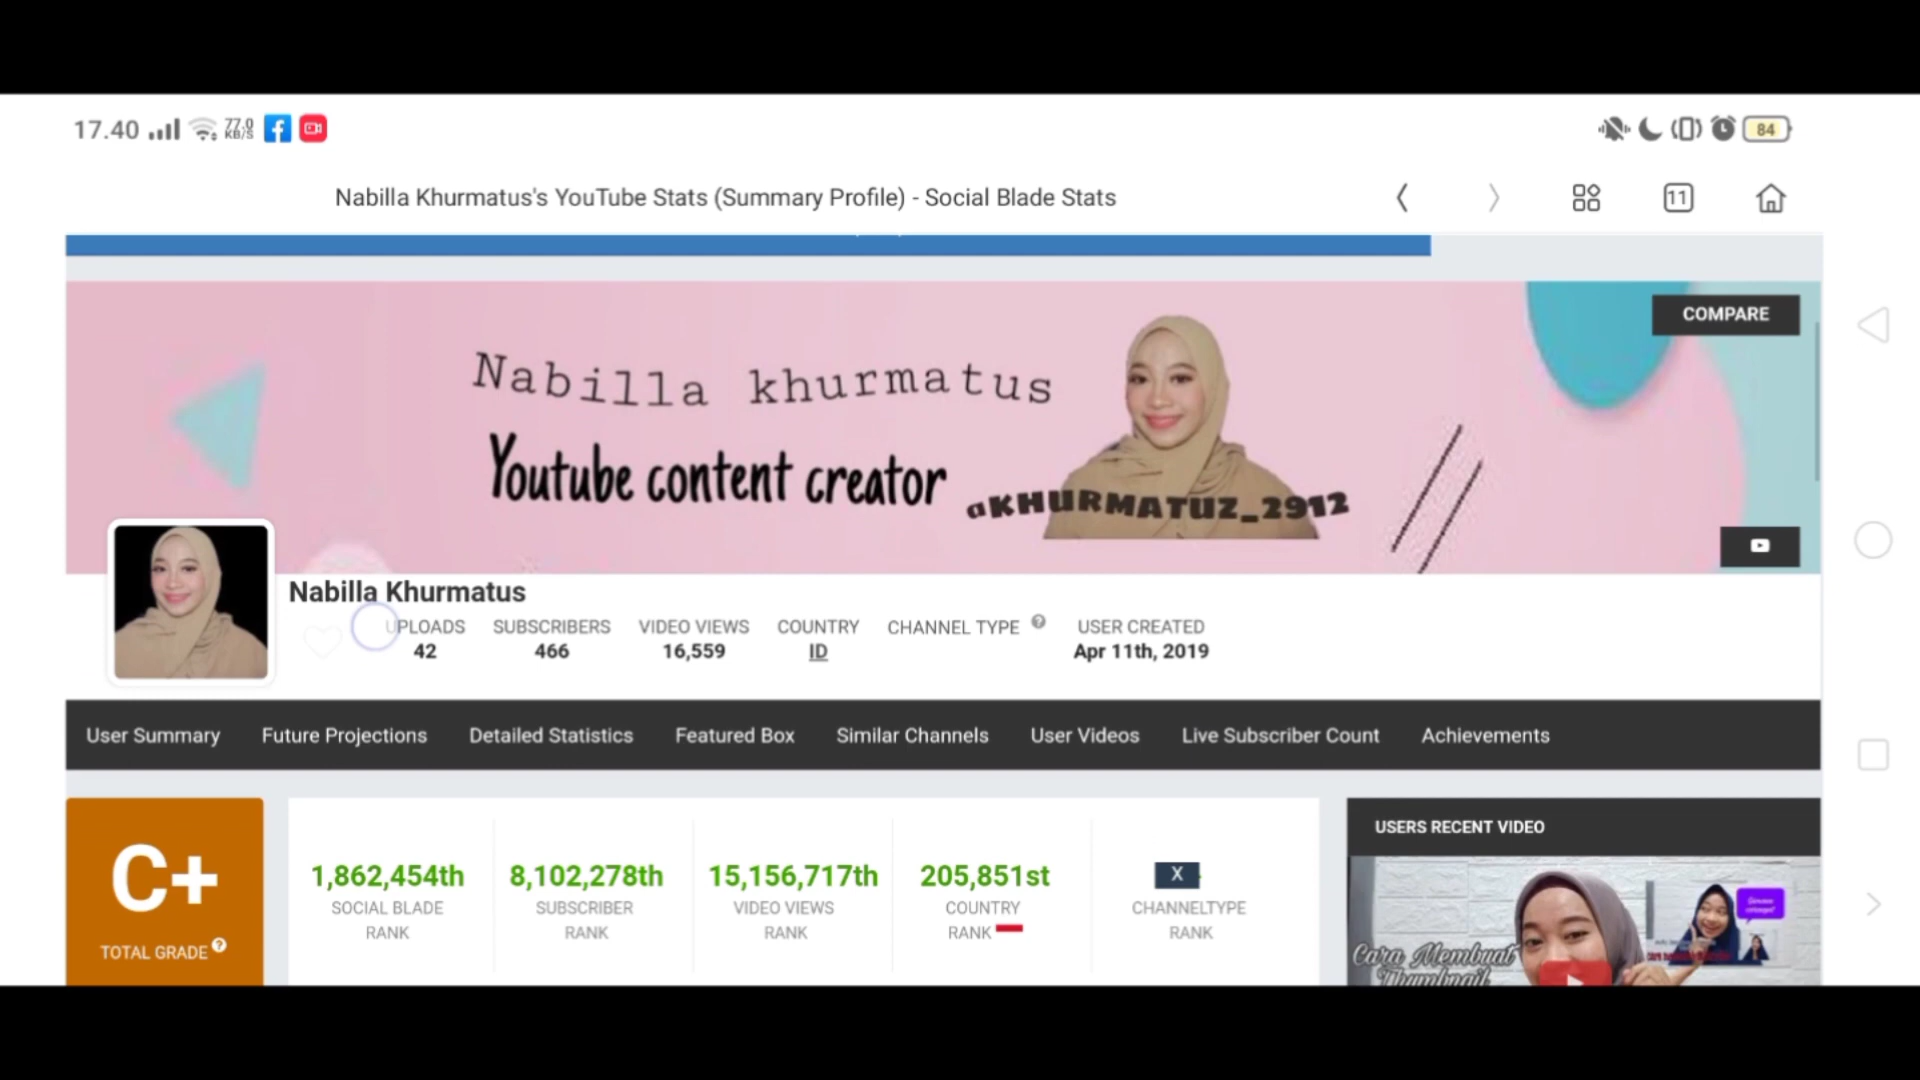 17.40 77.0 KB/S 84
Nabilla Khurmatus's YouTube Stats (Summary Profile) - Social Blade Stats
11
COMPARE
Nabilla khurmatus
Youtube content creator
aKHURMATUZ_2912
Nabilla Khurmatus
UPLOADS SUBSCRIBERS VIDEO VIEWS COUNTRY CHANNEL TYPE ? USER CREATED
42 466 16,559 ID Apr 11th, 2019
User Summary Future Projections Detailed Statistics Featured Box Similar Channels User Videos Live Subscriber Count Achievements
C+
TOTAL GRADE ?
1,862,454th 8,102,278th 15,156,717th 205,851st X
SOCIAL BLADE SUBSCRIBER VIDEO VIEWS COUNTRY CHANNELTYPE
RANK RANK RANK RANK RANK
USERS RECENT VIDEO
Cara Membuat
Thumbnail